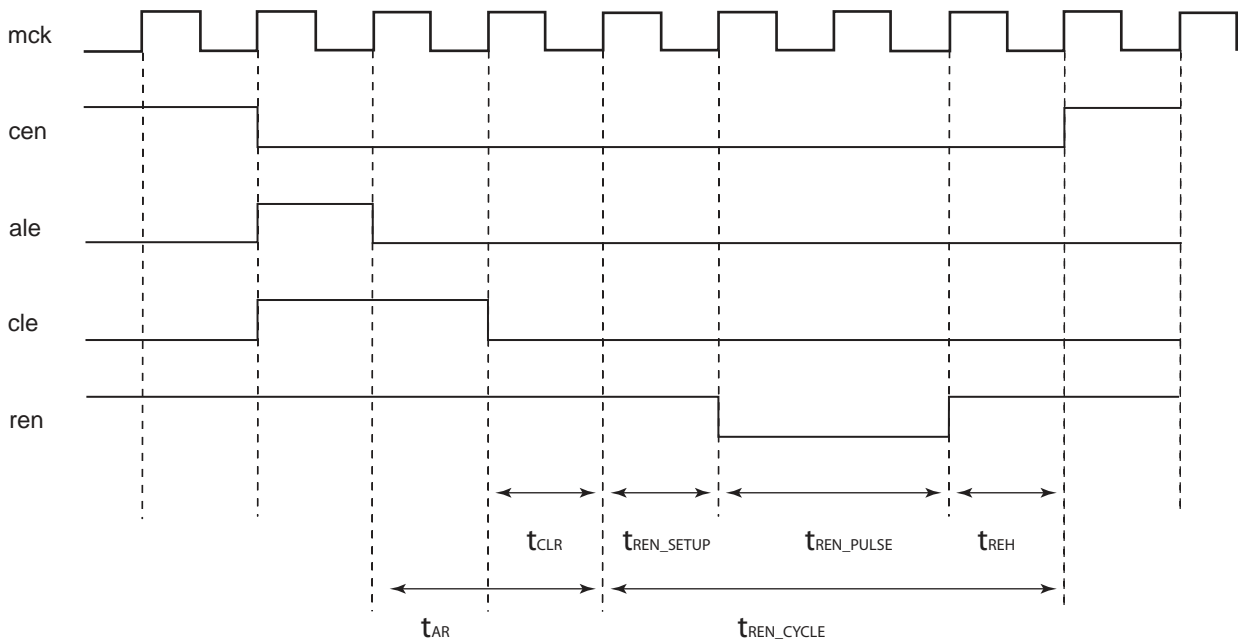 mck
cen
ale
cle
ren
tCLR
tREN_SETUP
tREN_PULSE
tREH
tAR
tREN_CYCLE